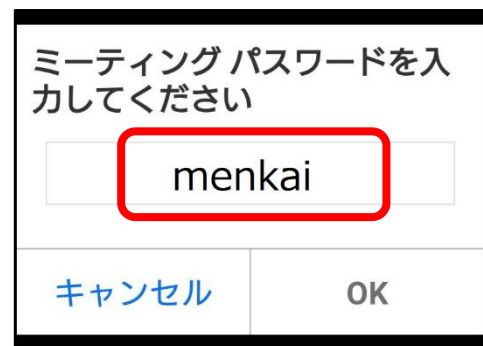 ミーティング パスワードを入
力してください
menkai
キャンセル
OK